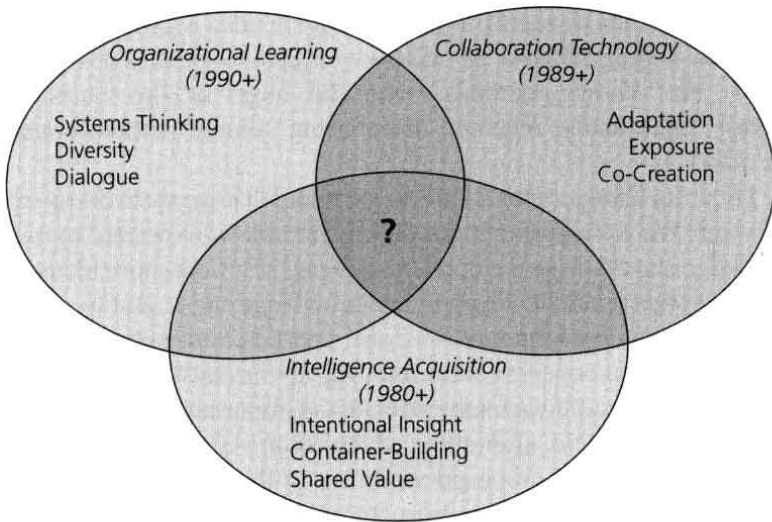 Organizational Learning
(1990+)
Systems Thinking
Diversity
Dialogue
Collaboration Technology
(1989+)
Adaptation
Exposure
Co-Creation
?
Intelligence Acquisition
(1980+)
Intentional Insight
Container-Building
Shared Value